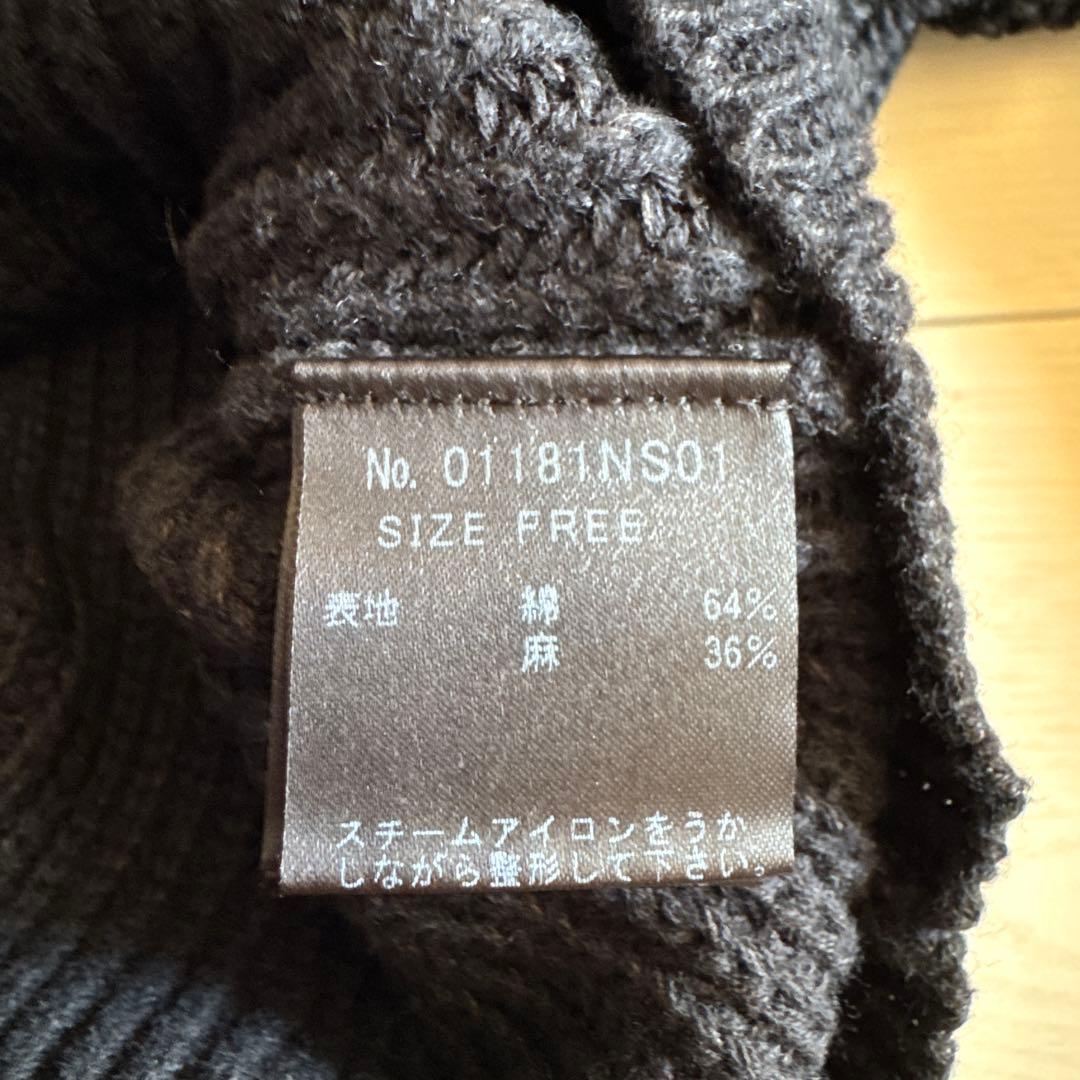 No. 01181NS01
SIZE FREE
表地 綿 64%
麻 36%
スチームアイロンをうか
しながら整形して下さい。